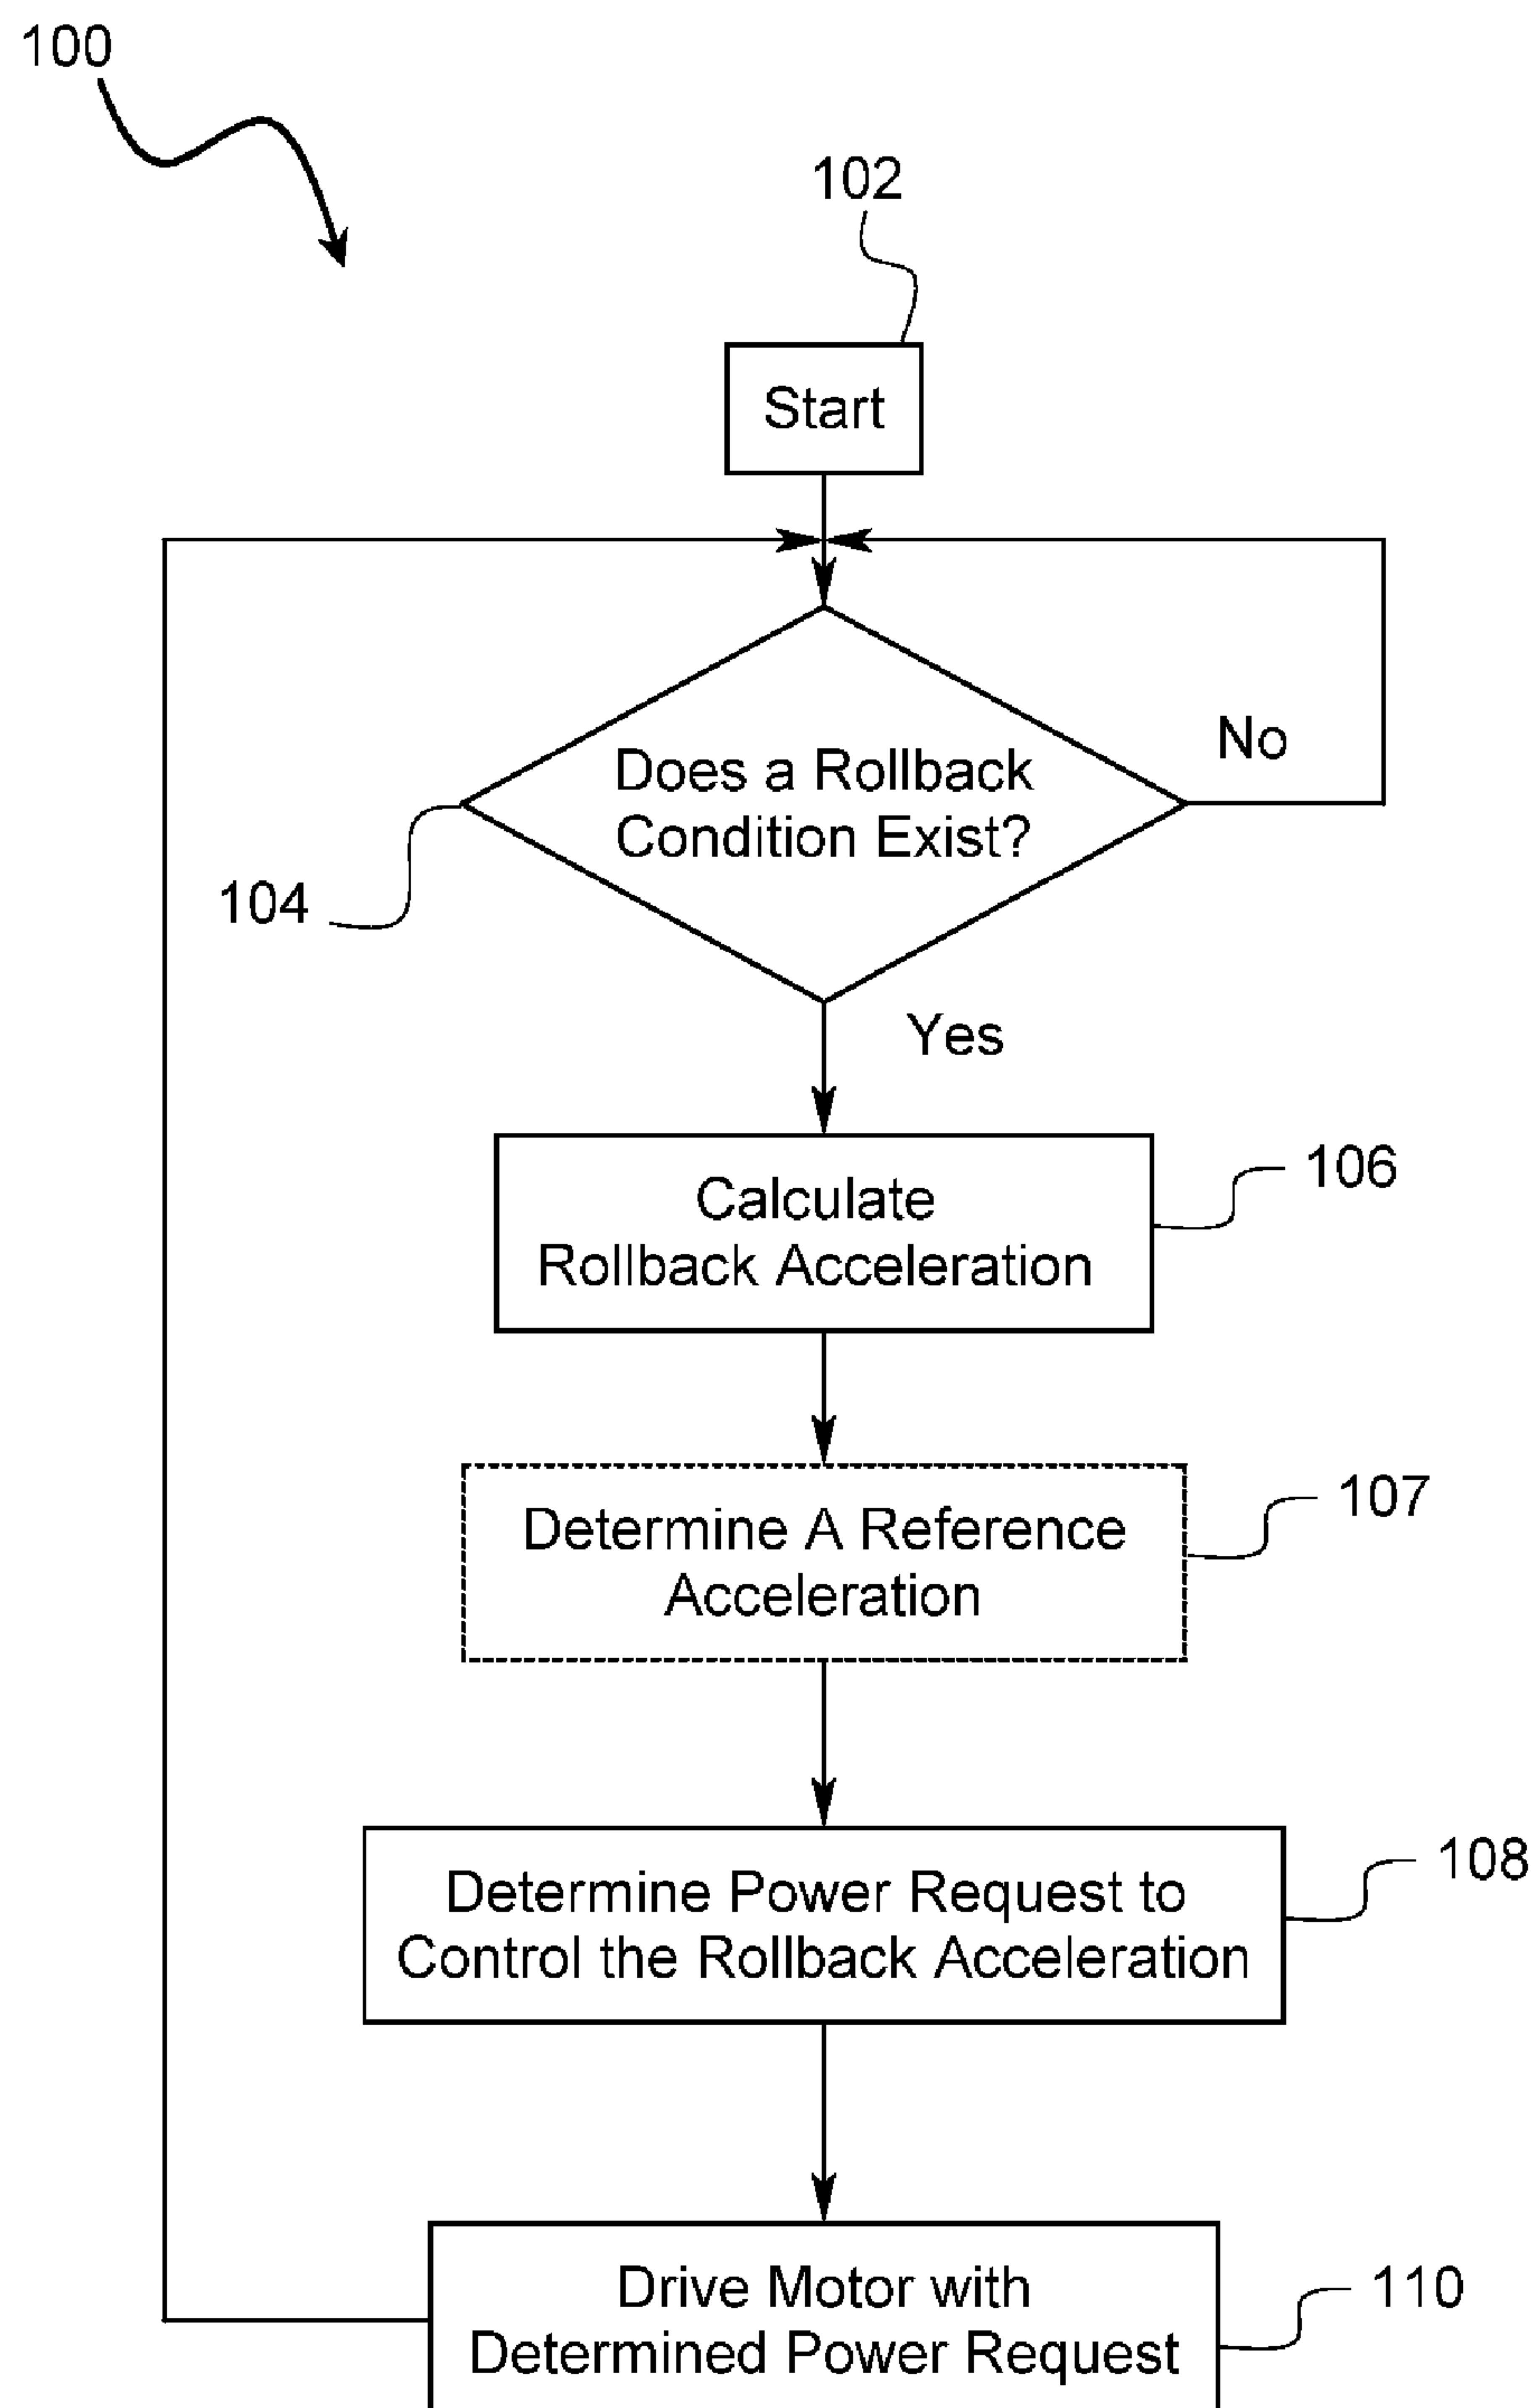 100
102
Start
Does a Rollback
Condition Exist?
No
104
Yes
Calculate
Rollback Acceleration
106
Determine A Reference
Acceleration
107
Determine Power Request to
Control the Rollback Acceleration
108
Drive Motor with
Determined Power Request
110